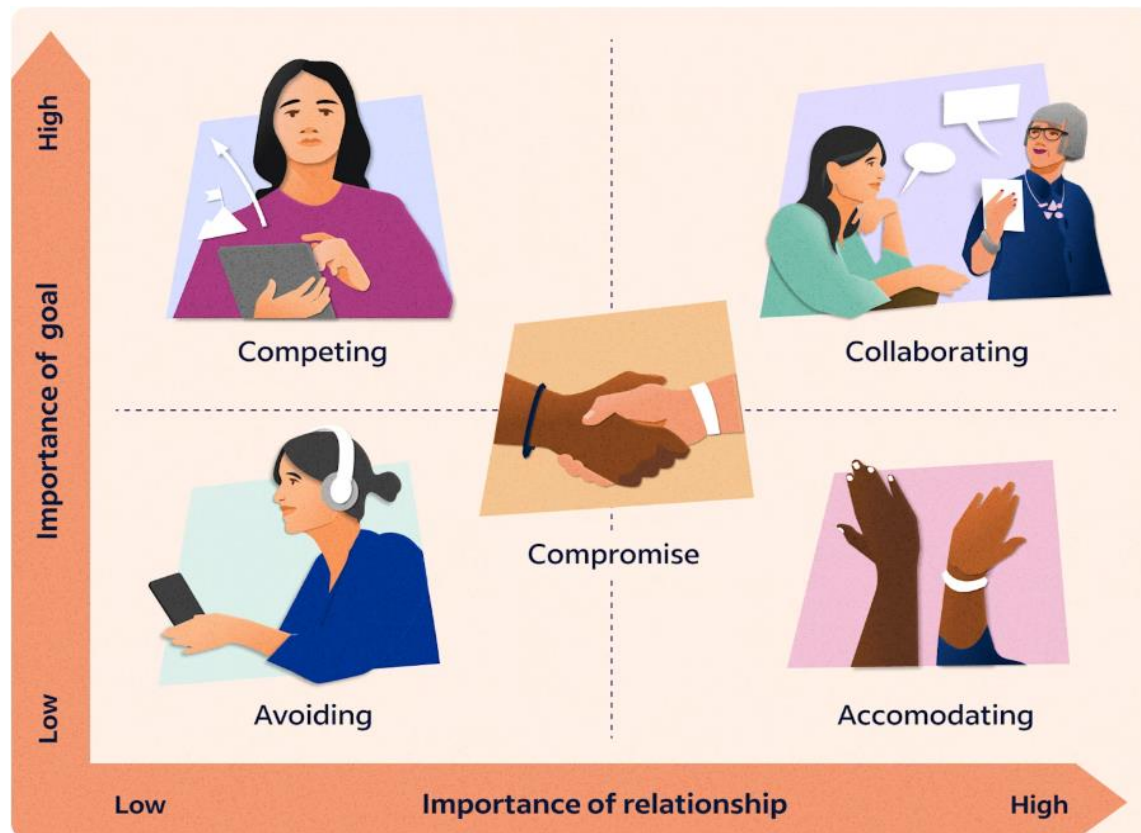 High
Importance of goal
Low
Competing
Collaborating
Compromise
Avoiding
Accomodating
Low
Importance of relationship
High